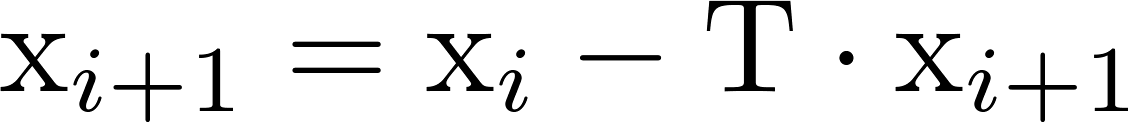 x_{i+1} = x_i − T · x_{i+1}